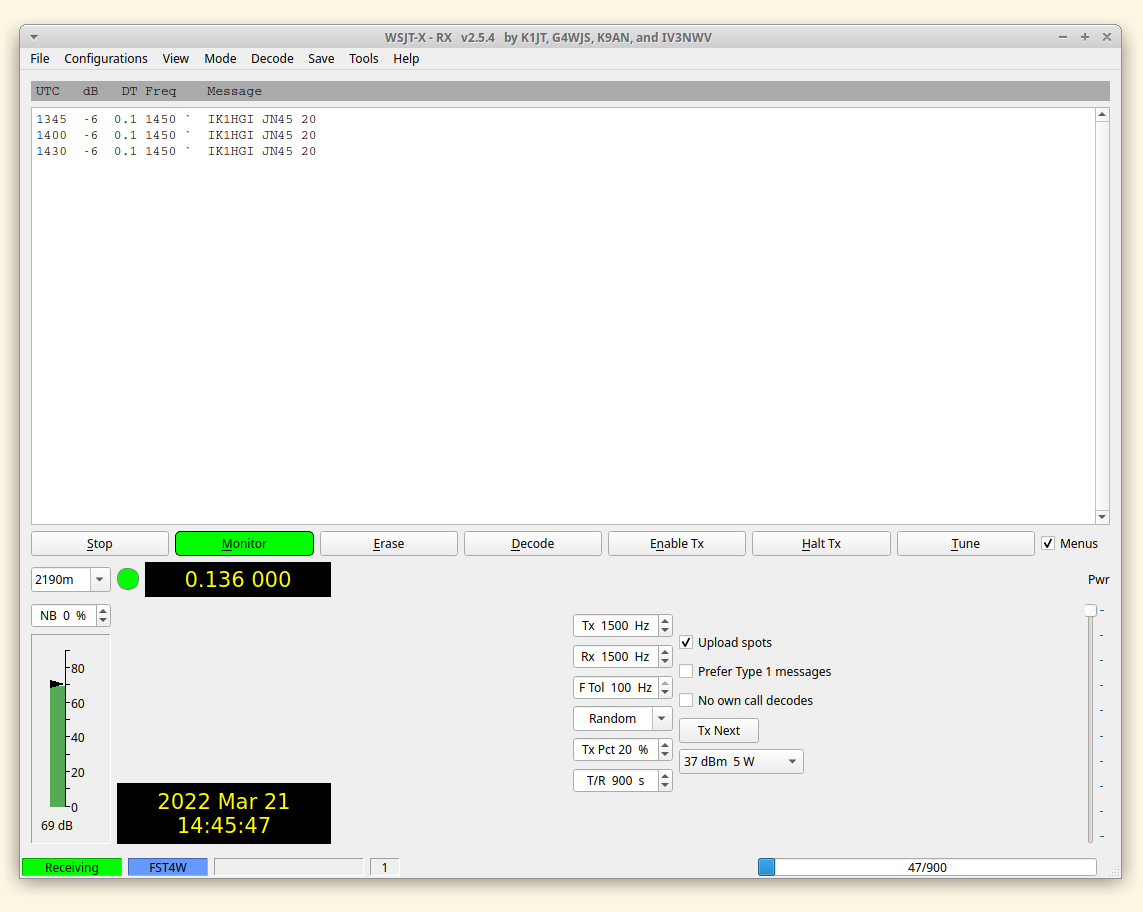 WSJT-X - RX v2.5.4 by K1JT, G4WJS, K9AN, and IV3NWV
File Configurations View Mode Decode Save Tools Help
UTC dB DT Freq Message
1345 -6 0.1 1450 ` IK1HGI JN45 20
1400 -6 0.1 1450 ` IK1HGI JN45 20
1430 -6 0.1 1450 ` IK1HGI JN45 20
Stop Monitor Erase Decode Enable Tx Halt Tx Tune Menus
2190m 0.136 000 Pwr
NB 0 %
Tx 1500 Hz
Upload spots
Rx 1500 Hz
Prefer Type 1 messages
F Tol 100 Hz
No own call decodes
Random
Tx Next
Tx Pct 20 %
37 dBm 5 W
T/R 900 s
80
60
40
20
0
69 dB
2022 Mar 21
14:45:47
Receiving FST4W 1 47/900